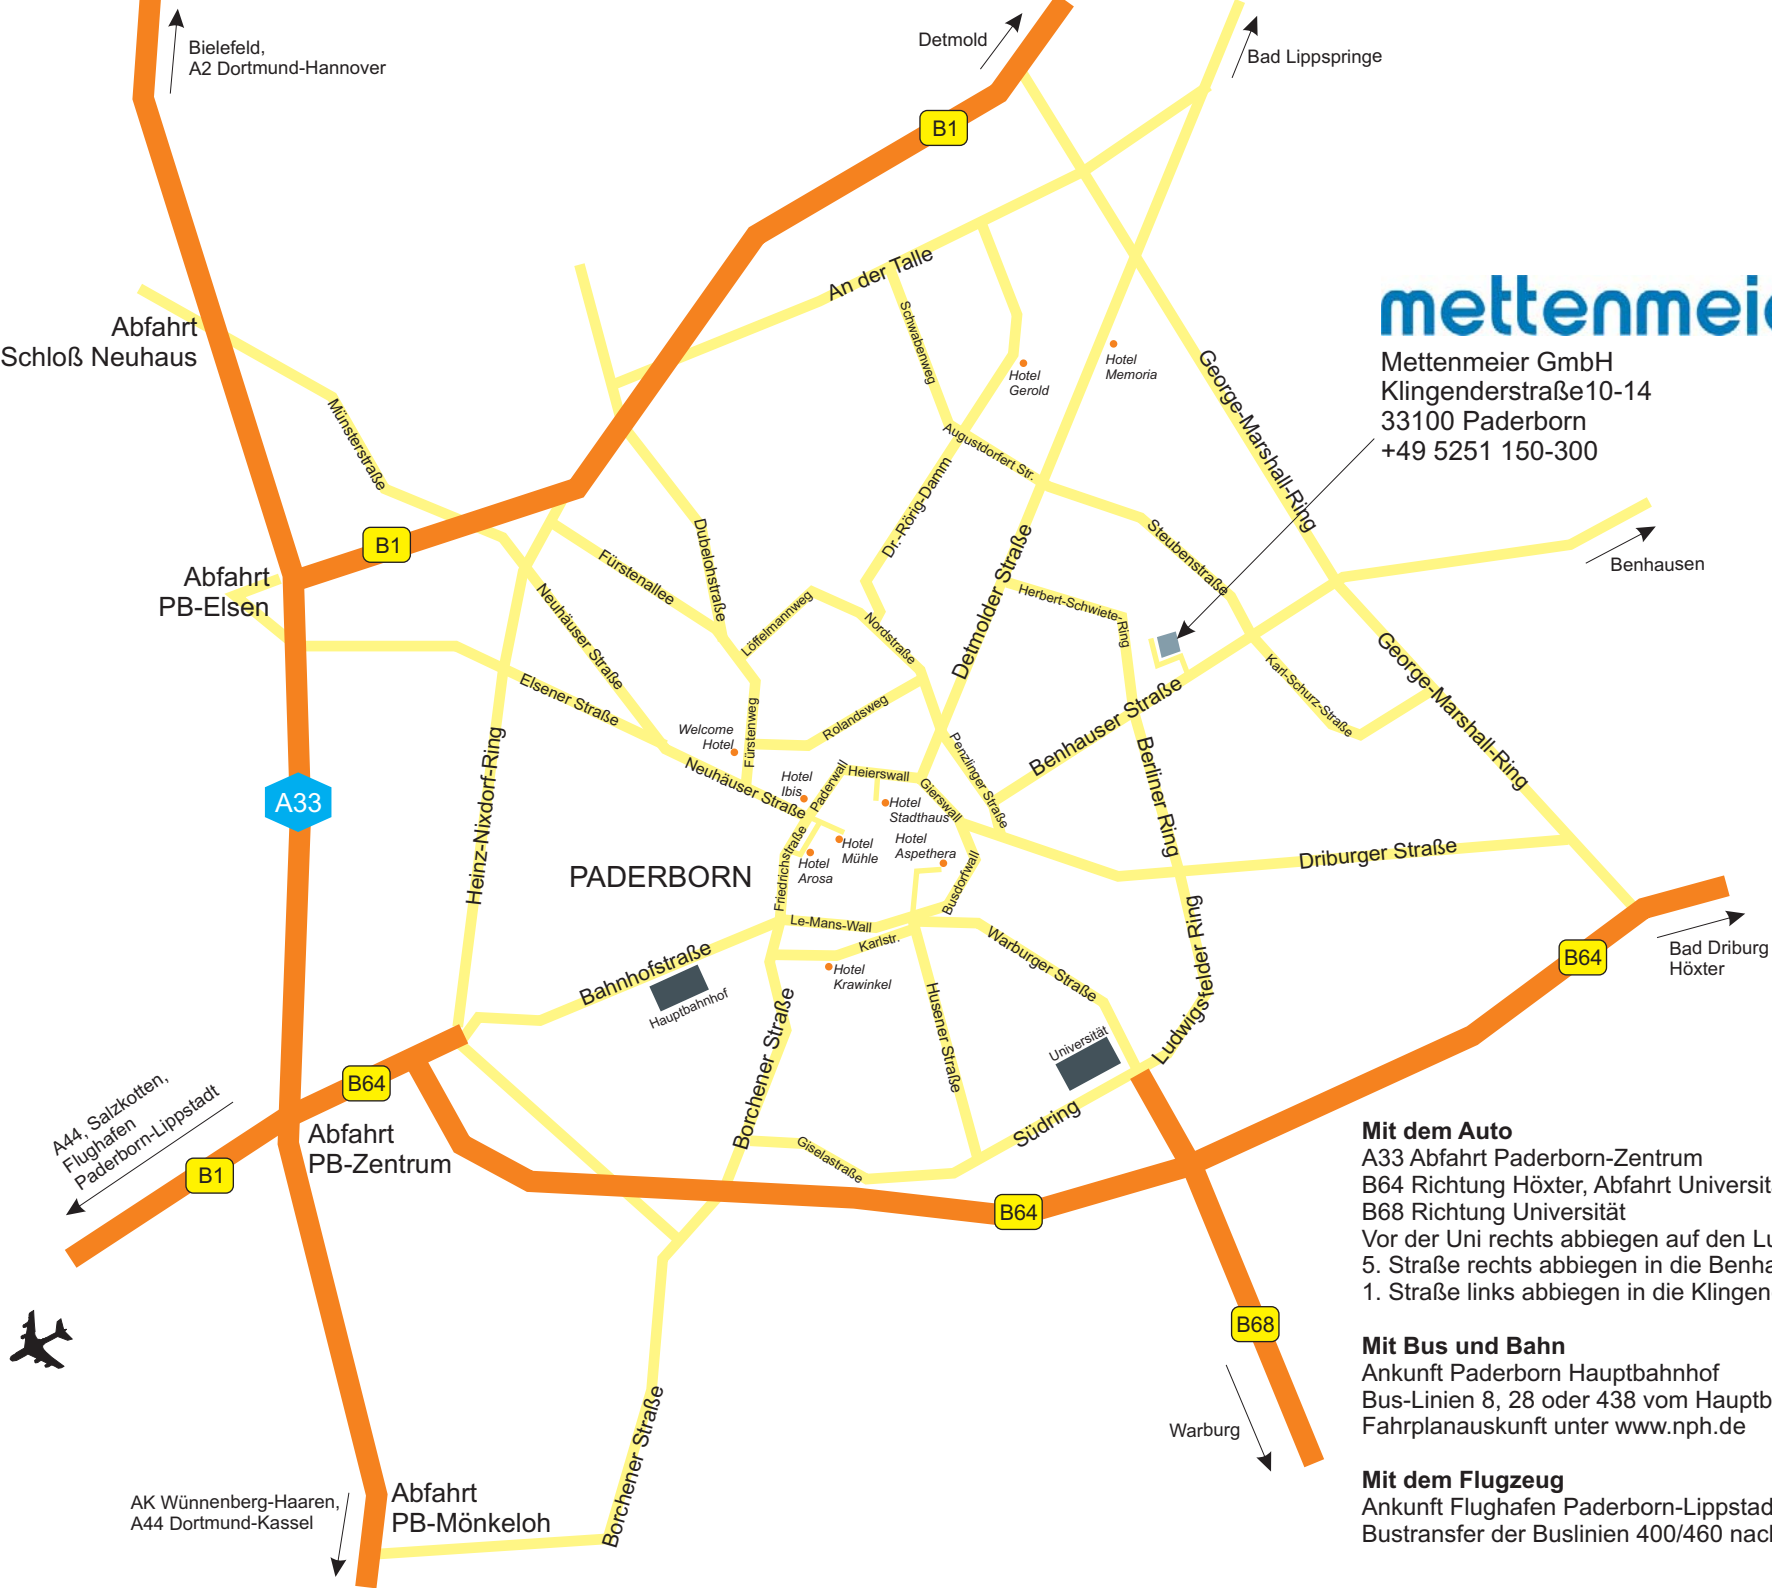 Bielefeld,
A2 Dortmund-Hannover
Detmold
Bad Lippspringe
B1
An der Talle
Abfahrt
Schloß Neuhaus
Münsterstraße
Schwabenweg
Hotel
Gerold
Hotel
Memoria
George-Marshall-Ring
Mettenmeier GmbH
Klingenderstraße10-14
33100 Paderborn
+49 5251 150-300
Augustdorfert Str.
Dr.-Rörig-Damm
Steubenstraße
Benhausen
B1
Abfahrt
PB-Elsen
Fürstenallee
Dubelohstraße
Neuhäuser Straße
Löffelmannweg
Nordstraße
Detmolder Straße
Herbert-Schwiete-
Ring
Elsener Straße
Karl-Schurz-Straße
George-Marshall-Ring
Benhauser Straße
Welcome
Hotel
Fürstenweg
Rolandsweg
Penzlinger Straße
Berliner Ring
Heinz-Nixdorf-Ring
Neuhäuser Straße
Hotel
Ibis
Paderwall
Heierswall
Gierswall
Hotel
Stadthaus
A33
PADERBORN
Friedrichstraße
Hotel
Mühle
Hotel
Arosa
Hotel
Aspethera
Busdorfwall
Driburger Straße
Le-Mans-Wall
Karlstr.
Hotel
Krawinkel
Warburger Straße
Ludwigsfelder Ring
Bahnhofstraße
Hauptbahnhof
Borchener Straße
Husener Straße
Universität
B64
Bad Driburg
Höxter
B64
A44, Salzkotten,
Flughafen
Paderborn-Lippstadt
B1
Abfahrt
PB-Zentrum
Giselastraße
Südring
B64
B68
Warburg
Borchener Straße
AK Wünnenberg-Haaren,
A44 Dortmund-Kassel
Abfahrt
PB-Mönkeloh
Mit dem Auto
A33 Abfahrt Paderborn-Zentrum
B64 Richtung Höxter, Abfahrt
B68 Richtung Universität
Vor der Uni rechts abbiegen auf den
5. Straße rechts abbiegen in die
1. Straße links abbiegen in die
Mit Bus und Bahn
Ankunft Paderborn Hauptbahnhof
Bus-Linien 8, 28 oder 438 vom
Fahrplanauskunft unter www.nph.de
Mit dem Flugzeug
Ankunft Flughafen
Bustransfer der Buslinien 400/460